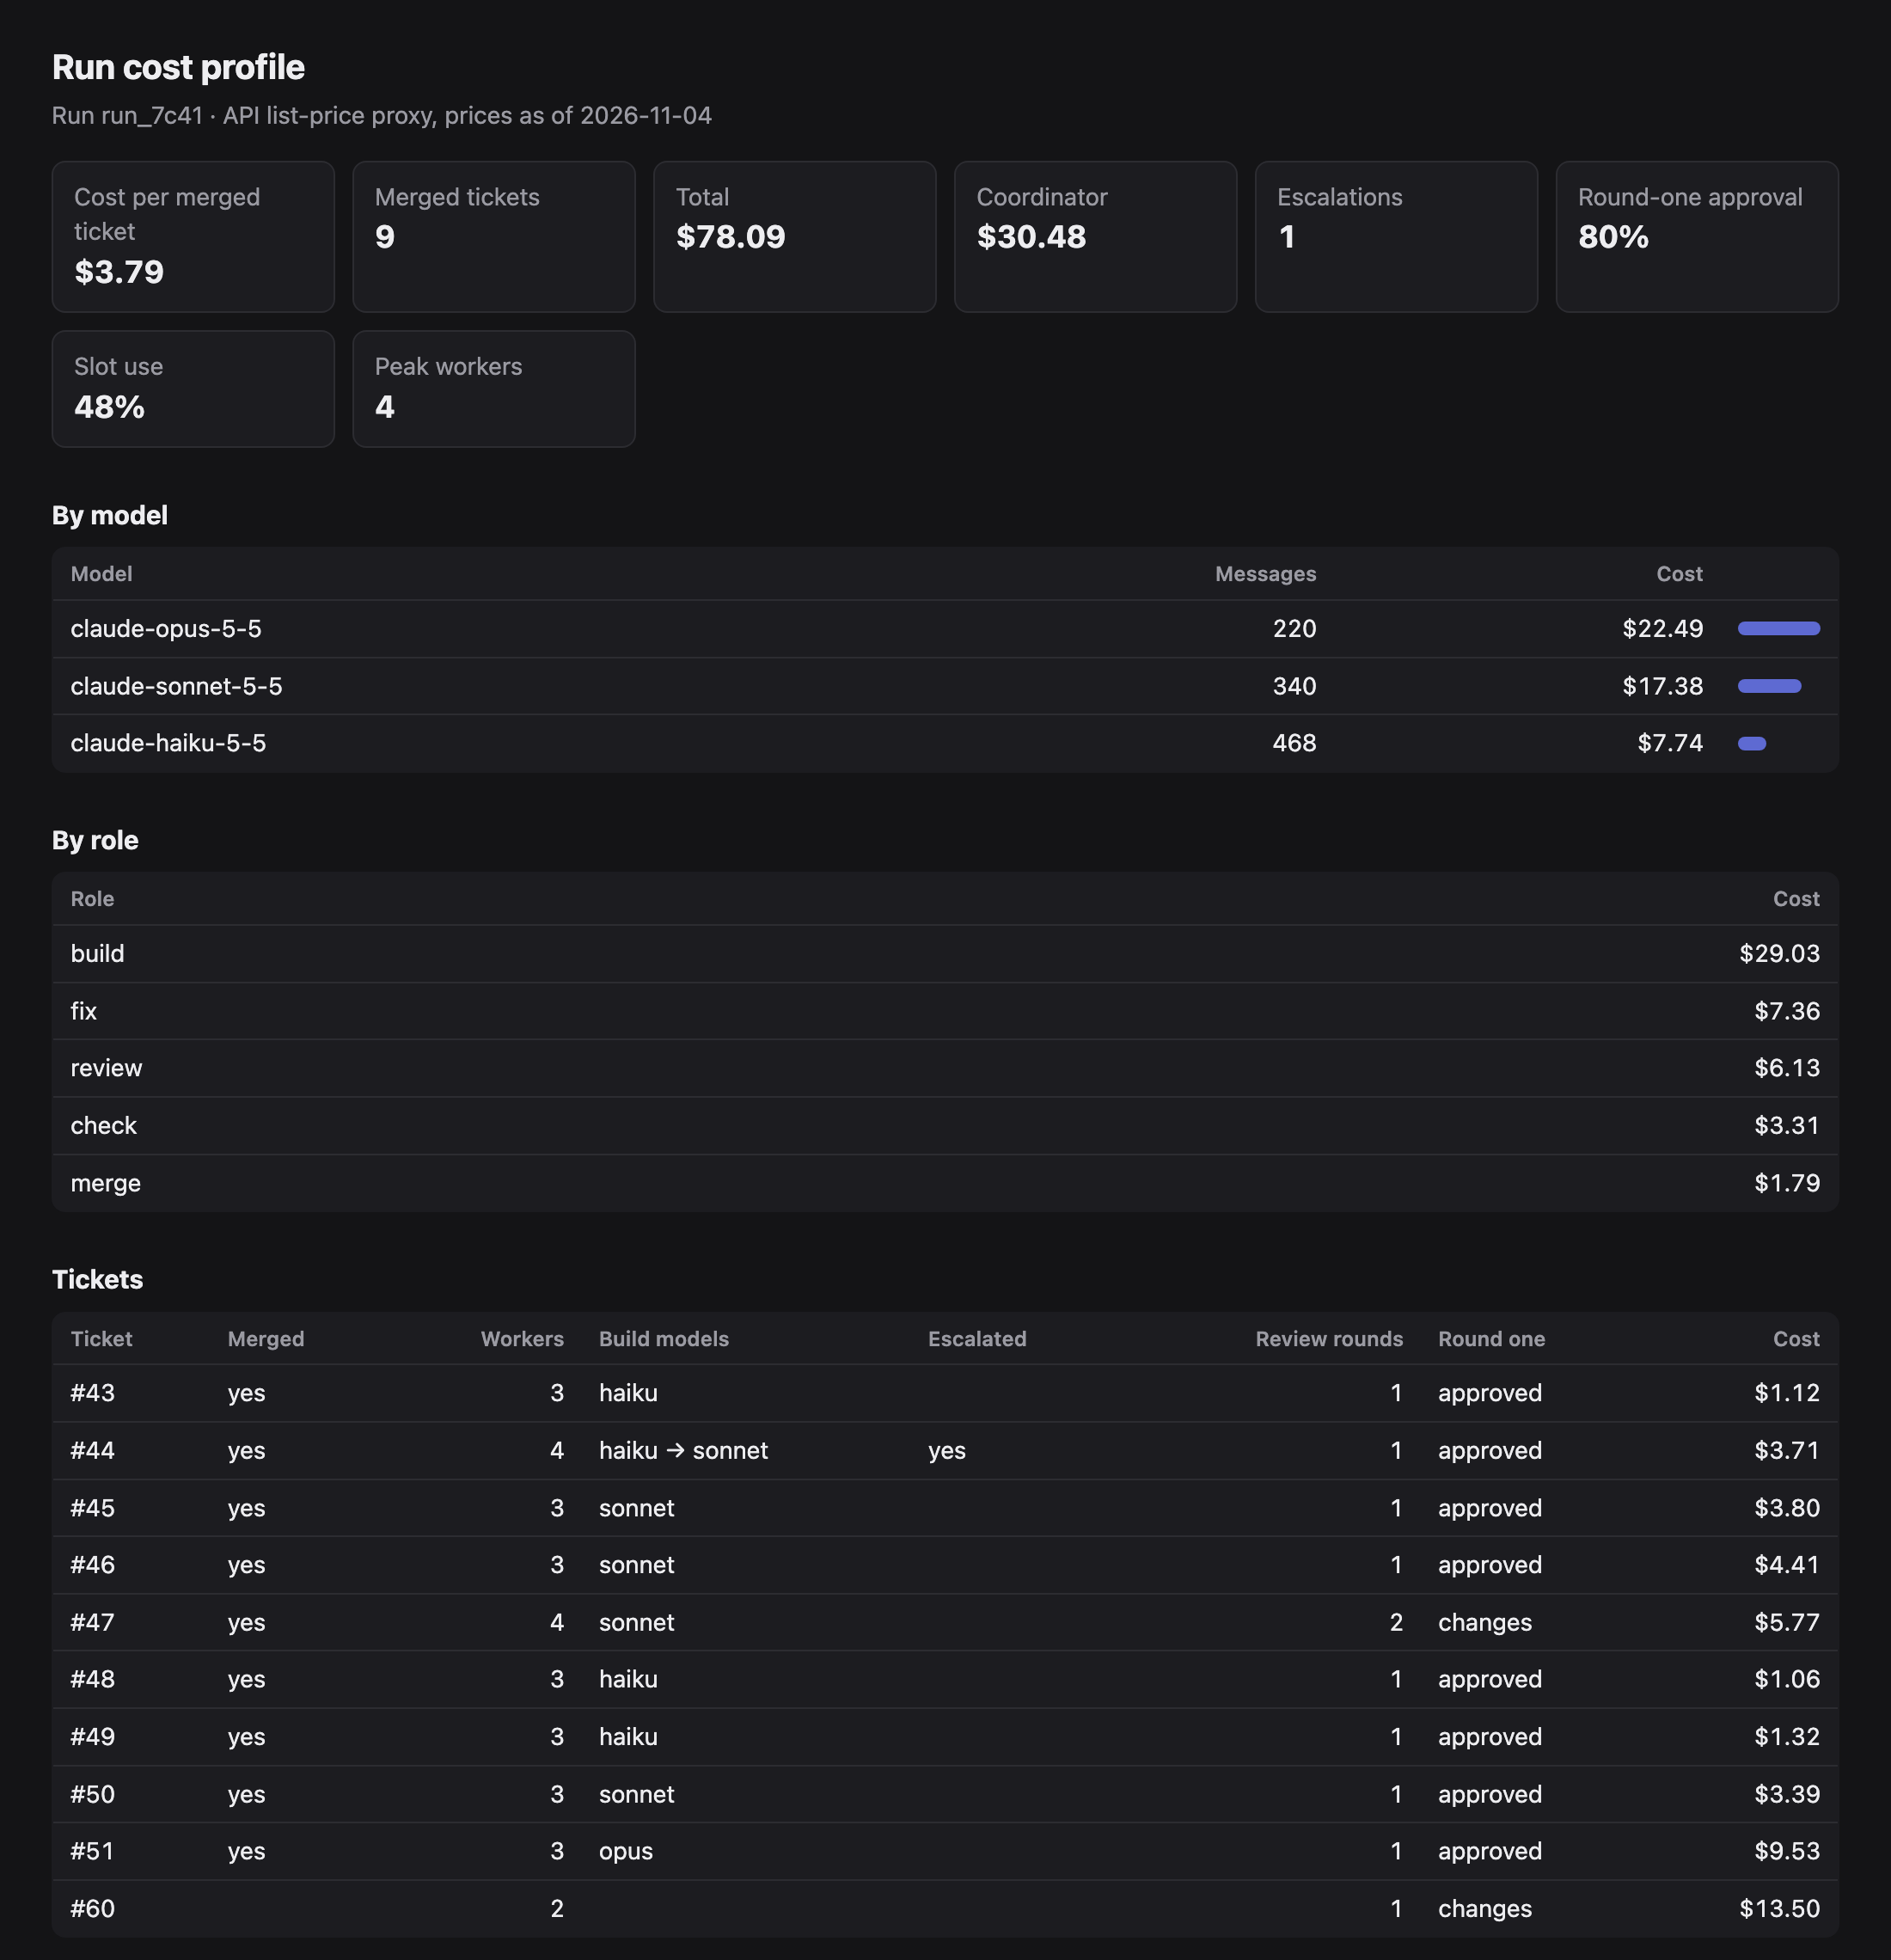 Run cost profile
Run run_7c41 · API list-price proxy, prices as of 2026-11-04
Cost per merged ticket
$3.79
Merged tickets
9
Total
$78.09
Coordinator
$30.48
Escalations
1
Round-one approval
80%
Slot use
48%
Peak workers
4
By model
Model Messages Cost
claude-opus-5-5 220 $22.49
claude-sonnet-5-5 340 $17.38
claude-haiku-5-5 468 $7.74
By role
Role Cost
build $29.03
fix $7.36
review $6.13
check $3.31
merge $1.79
Tickets
Ticket Merged Workers Build models Escalated Review rounds Round one Cost
#43 yes 3 haiku 1 approved $1.12
#44 yes 4 haiku → sonnet yes 1 approved $3.71
#45 yes 3 sonnet 1 approved $3.80
#46 yes 3 sonnet 1 approved $4.41
#47 yes 4 sonnet 2 changes $5.77
#48 yes 3 haiku 1 approved $1.06
#49 yes 3 haiku 1 approved $1.32
#50 yes 3 sonnet 1 approved $3.39
#51 yes 3 opus 1 approved $9.53
#60 2 1 changes $13.50